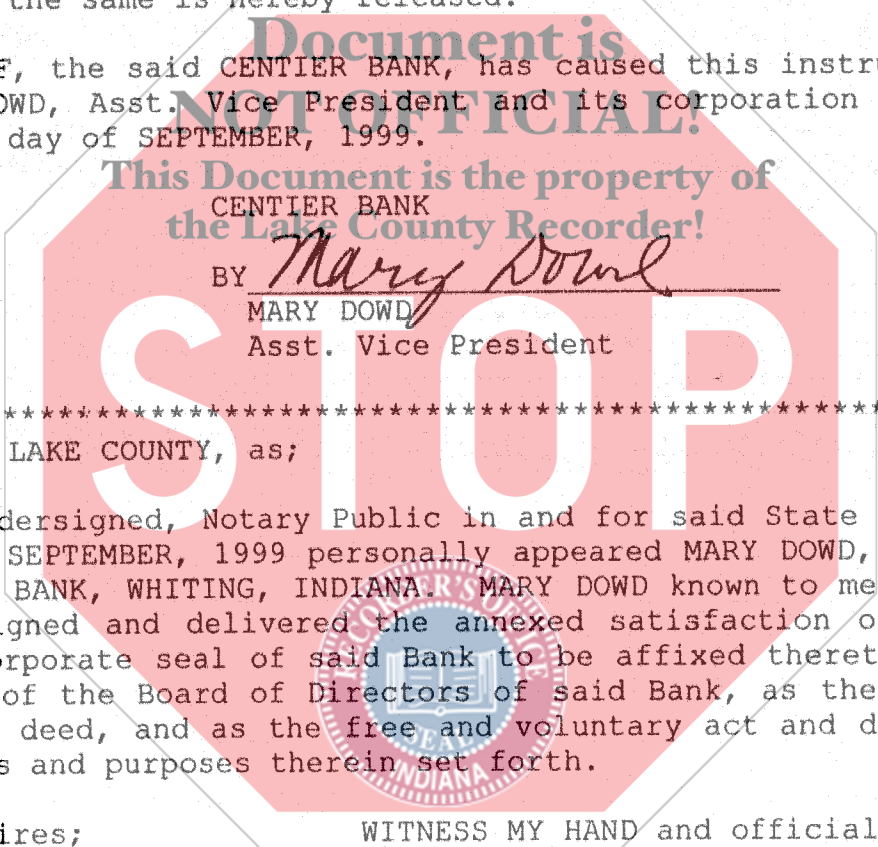 the same is hereby released.
Document is
F, the said CENTIER BANK, has caused this instru
OWD, Asst. Vice President and its corporation
NOT OFFICIAL!
day of SEPTEMBER, 1999.
This Document is the property of
CENTIER BANK
the Lake County Recorder!
BY Mary Dowd
MARY DOWD
Asst. Vice President
STOP
************************************************************
LAKE COUNTY, as;
dersigned, Notary Public in and for said State
SEPTEMBER, 1999 personally appeared MARY DOWD,
BANK, WHITING, INDIANA. MARY DOWD known to me
igned and delivered the annexed satisfaction o
rporate seal of said Bank to be affixed theret
of the Board of Directors of said Bank, as the
deed, and as the free and voluntary act and d
s and purposes therein set forth.
RECORDER'S OFFICE
SEAL
INDIANA
ires; WITNESS MY HAND and official